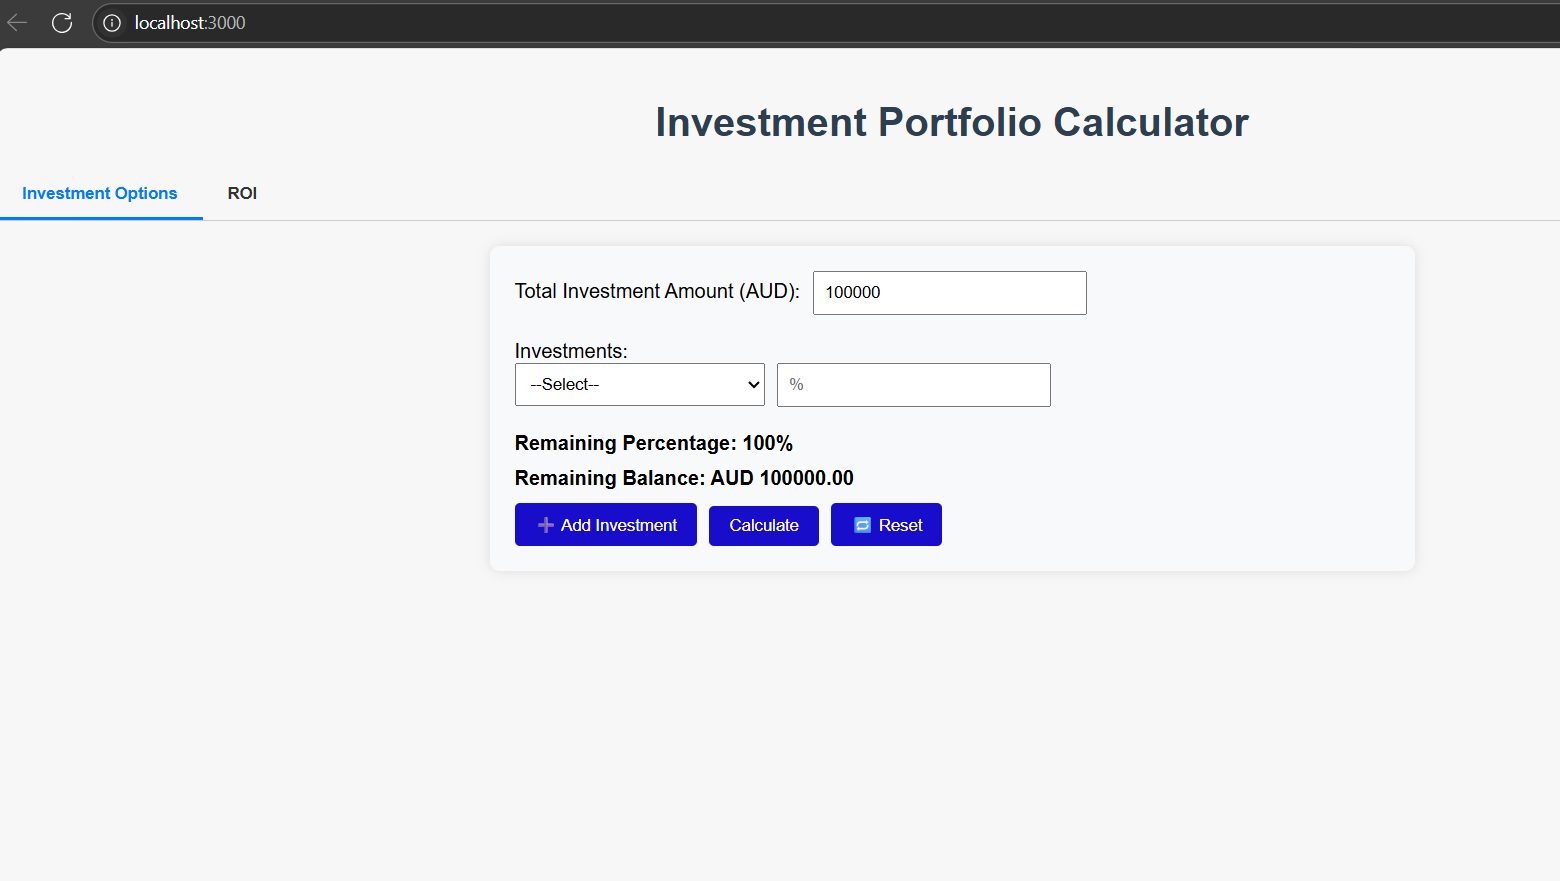 localhost:3000
Investment Portfolio Calculator
Investment Options ROI
Total Investment Amount (AUD): 100000
Investments:
--Select-- %
Remaining Percentage: 100%
Remaining Balance: AUD 100000.00
➕ Add Investment Calculate 🔁 Reset